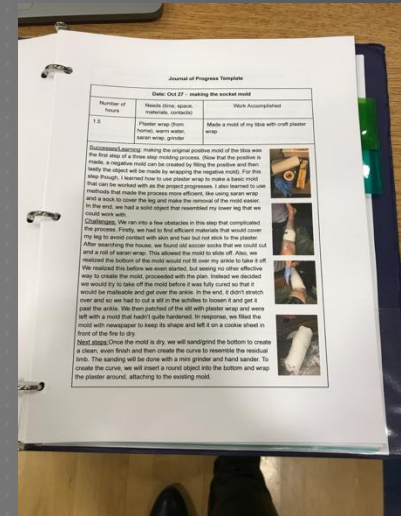 Journal of Progress Template
Date: Oct 27 - making the socket mold
Number of hours
Needs (time, space, materials, contacts)
Work Accomplished
1.5
Plaster wrap (from home), warm water, saran wrap, grinder
Made a mold of my tibia with craft plaster wrap
Successes/Learning: making the original positive mold of the tibia was
the first step of a three step molding process. (Now that the positive is
made, a negative mold can be created by filling the positive and then
lastly the object will be made by wrapping the negative mold). For this
step though, I learned how to use plaster wrap to make a basic mold
that can be worked with as the project progresses. I also learned to use
methods that made the process more efficient, like using saran wrap
and a sock to cover the leg and make the removal of the mold easier.
In the end, we had a solid object that resembled my lower leg that we
could work with.
Challenges: We ran into a few obstacles in this step that complicated
the process. Firstly, we had to find efficient materials that would cover
my leg to avoid contact with skin and hair but not stick to the plaster.
After searching the house, we found old soccer socks that we could cut
and a roll of saran wrap. This allowed the mold to slide off. Also, we
realized the bottom of the mold would not fit over my ankle to take it off.
We realized this before we even started, but seeing no other effective
way to create the mold, proceeded with the plan. Instead we decided
we would try to take off the mold before it was fully cured so that it
would be malleable and get over the ankle. In the end, it didn't stretch
over and so we had to cut a slit in the achilles to loosen it and get it
past the ankle. We then patched off the slit with plaster wrap and were
left with a mold that hadn't quite hardened. In response, we filled the
mold with newspaper to keep its shape and left it on a cookie sheet in
front of the fire to dry.
Next steps:Once the mold is dry, we will sand/grind the bottom to create
a clean, even finish and then create the curve to resemble the residual
limb. The sanding will be done with a mini grinder and hand sander. To
create the curve, we will insert a round object into the bottom and wrap
the plaster around, attaching to the existing mold.